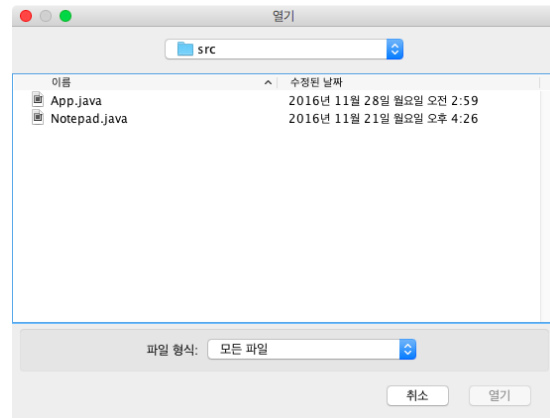 열기
src
이름 수정된 날짜
App.java 2016년 11월 28일 월요일 오전 2:59
Notepad.java 2016년 11월 21일 월요일 오후 4:26
파일 형식: 모든 파일
취소 열기